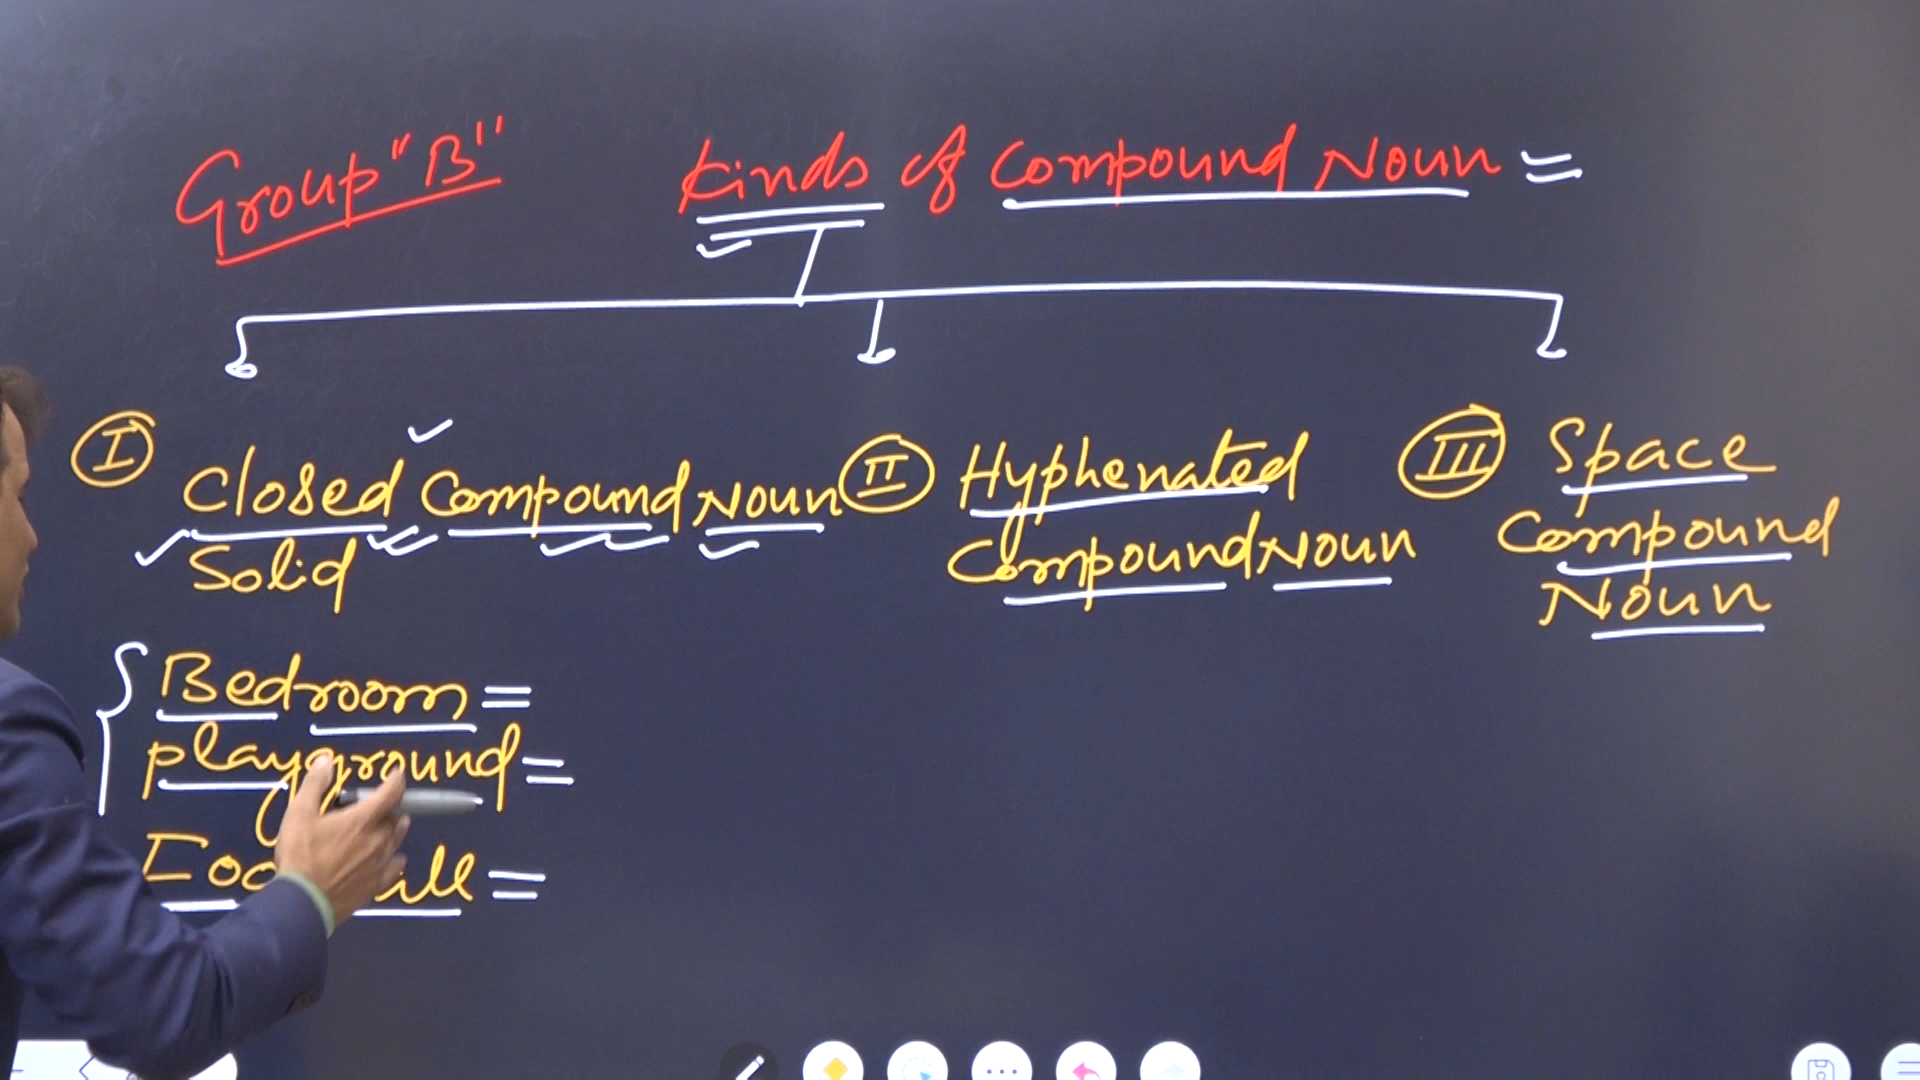 Group "B"
Kinds of Compound Noun =
I
Closed Compound Noun
Solid
II
Hyphenated
Compound Noun
III
Space
Compound
Noun
Bedroom =
playground =
=